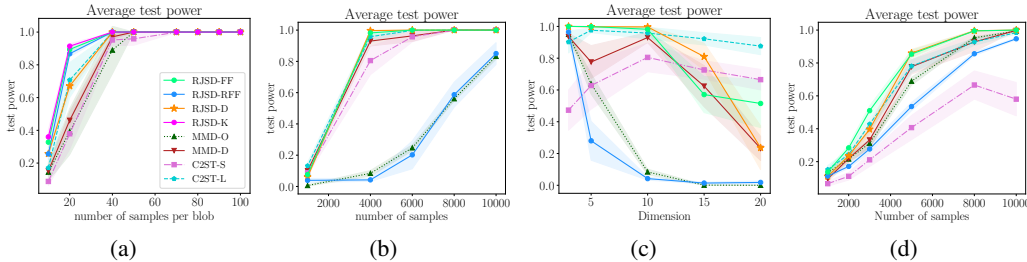 Average test power
test power
1.0
0.8
0.6
0.4
0.2
20
40
60
80
100
number of samples per blob
RJSD-FF
RJSD-RFF
RJSD-D
RJSD-K
MMD-O
MMD-D
C2ST-S
C2ST-L
(a)
Average test power
test power
1.0
0.8
0.6
0.4
0.2
0.0
2000
4000
6000
8000
10000
number of samples
(b)
Average test power
test power
1.0
0.8
0.6
0.4
0.2
0.0
5
10
15
20
Dimension
(c)
Average test power
test power
1.0
0.8
0.6
0.4
0.2
2000
4000
6000
8000
10000
Number of samples
(d)